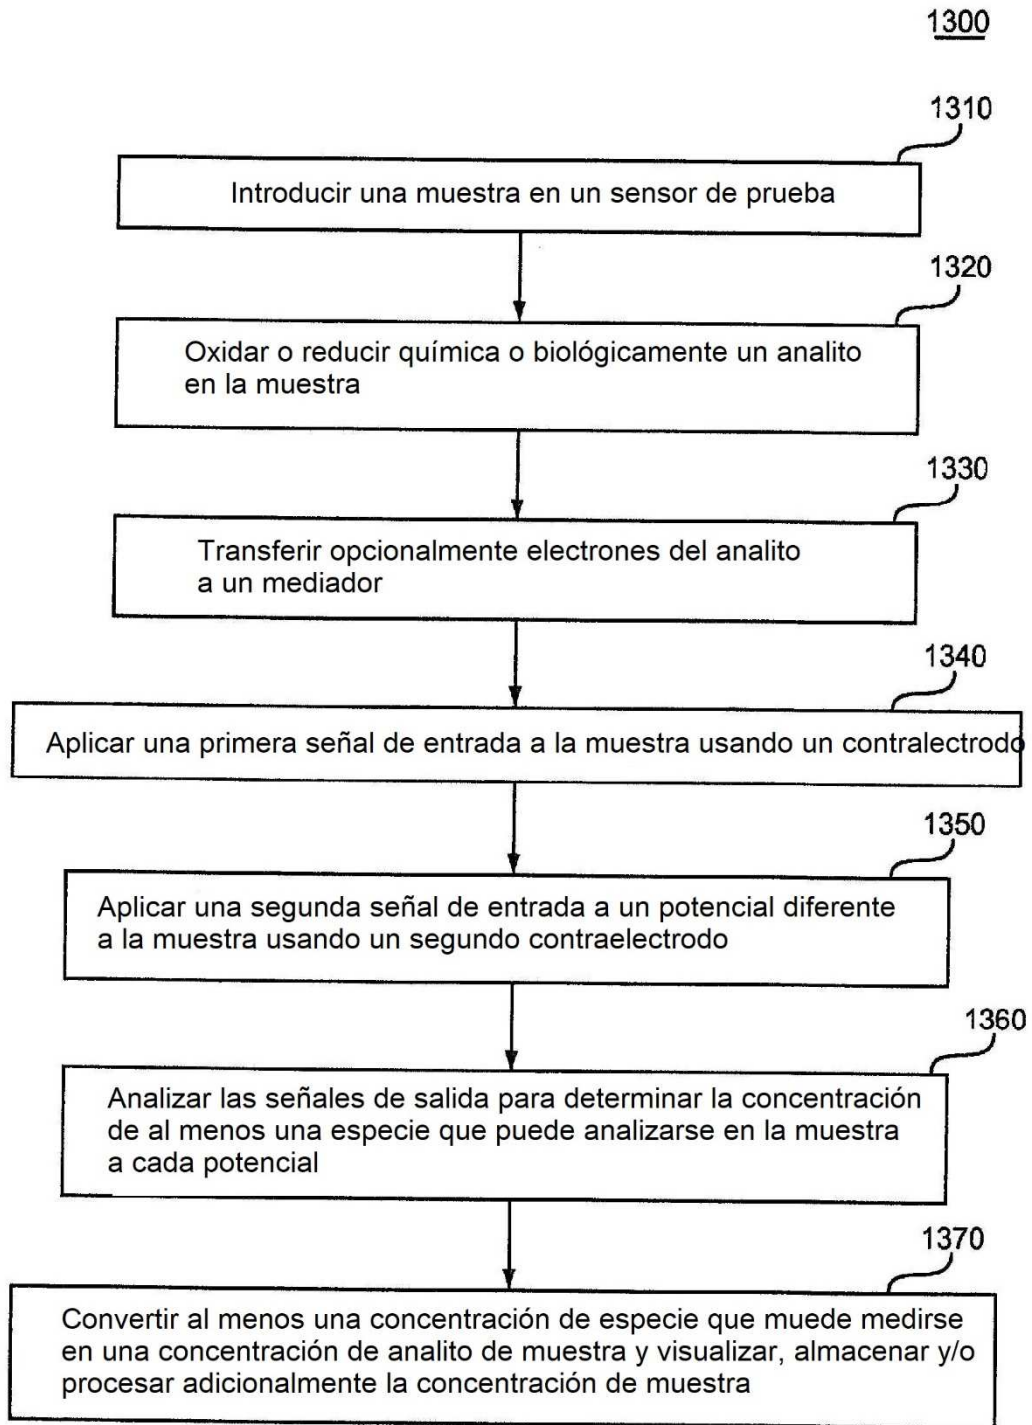 1300
1310
Introducir una muestra en un sensor de prueba
1320
Oxidar o reducir química o biológicamente un analito
en la muestra
1330
Transferir opcionalmente electrones del analito
a un mediador
1340
Aplicar una primera señal de entrada a la muestra usando un contralectrodo
1350
Aplicar una segunda señal de entrada a un potencial diferente
a la muestra usando un segundo contraelectrodo
1360
Analizar las señales de salida para determinar la concentración
de al menos una especie que puede analizarse en la muestra
a cada potencial
1370
Convertir al menos una concentración de especie que muede medirse
en una concentración de analito de muestra y visualizar, almacenar y/o
procesar adicionalmente la concentración de muestra